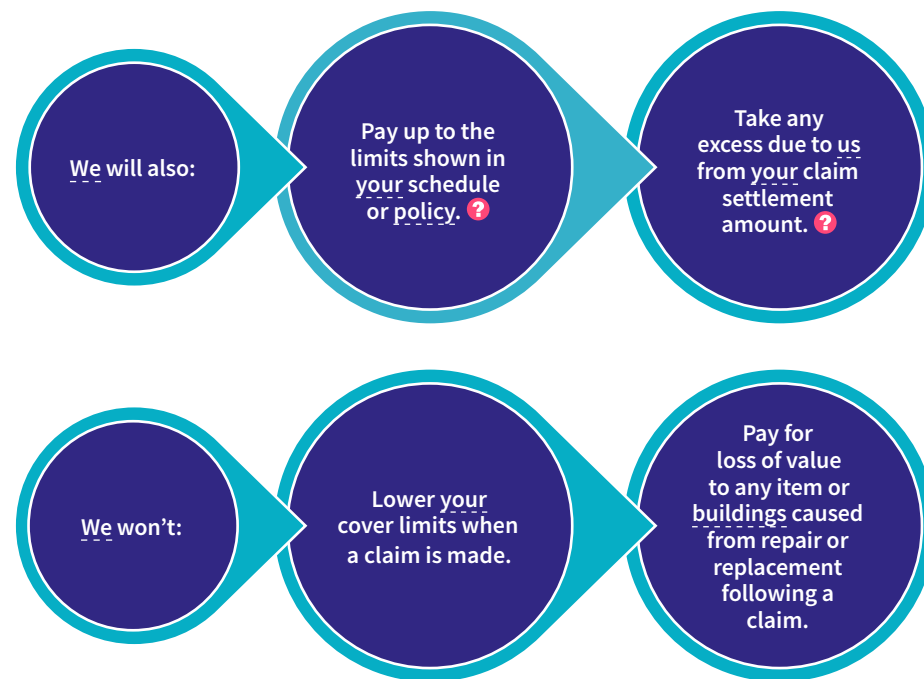 We will also:
Pay up to the
limits shown in
your schedule
or policy. ?
Take any
excess due to us
from your claim
settlement
amount. ?
We won't:
Lower your
cover limits when
a claim is made.
Pay for
loss of value
to any item or
buildings caused
from repair or
replacement
following a
claim.